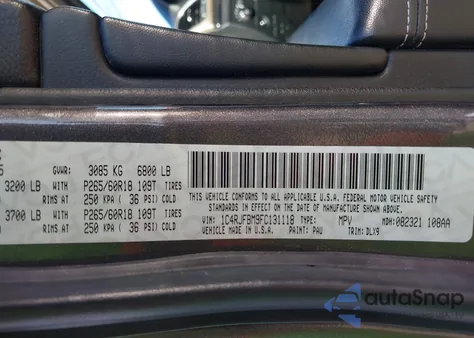 GVWR: 3085 KG 6800 LB
3200 LB WITH P265/60R18 109T TIRES
RIMS AT 250 KPA ( 36 PSI) COLD
3700 LB WITH P265/60R18 109T TIRES
RIMS AT 250 KPA ( 36 PSI) COLD
THIS VEHICLE CONFORMS TO ALL APPLICABLE U.S.A. FEDERAL MOTOR VEHICLE SAFETY
STANDARDS IN EFFECT ON THE DATE OF MANUFACTURE SHOWN ABOVE.
VIN: 1C4RJFBM9FC131118 TYPE: MPV MDH: 082321 108AA
VEHICLE MADE IN U.S.A. PAINT: PAU TRIM: DLX9
autoSnap